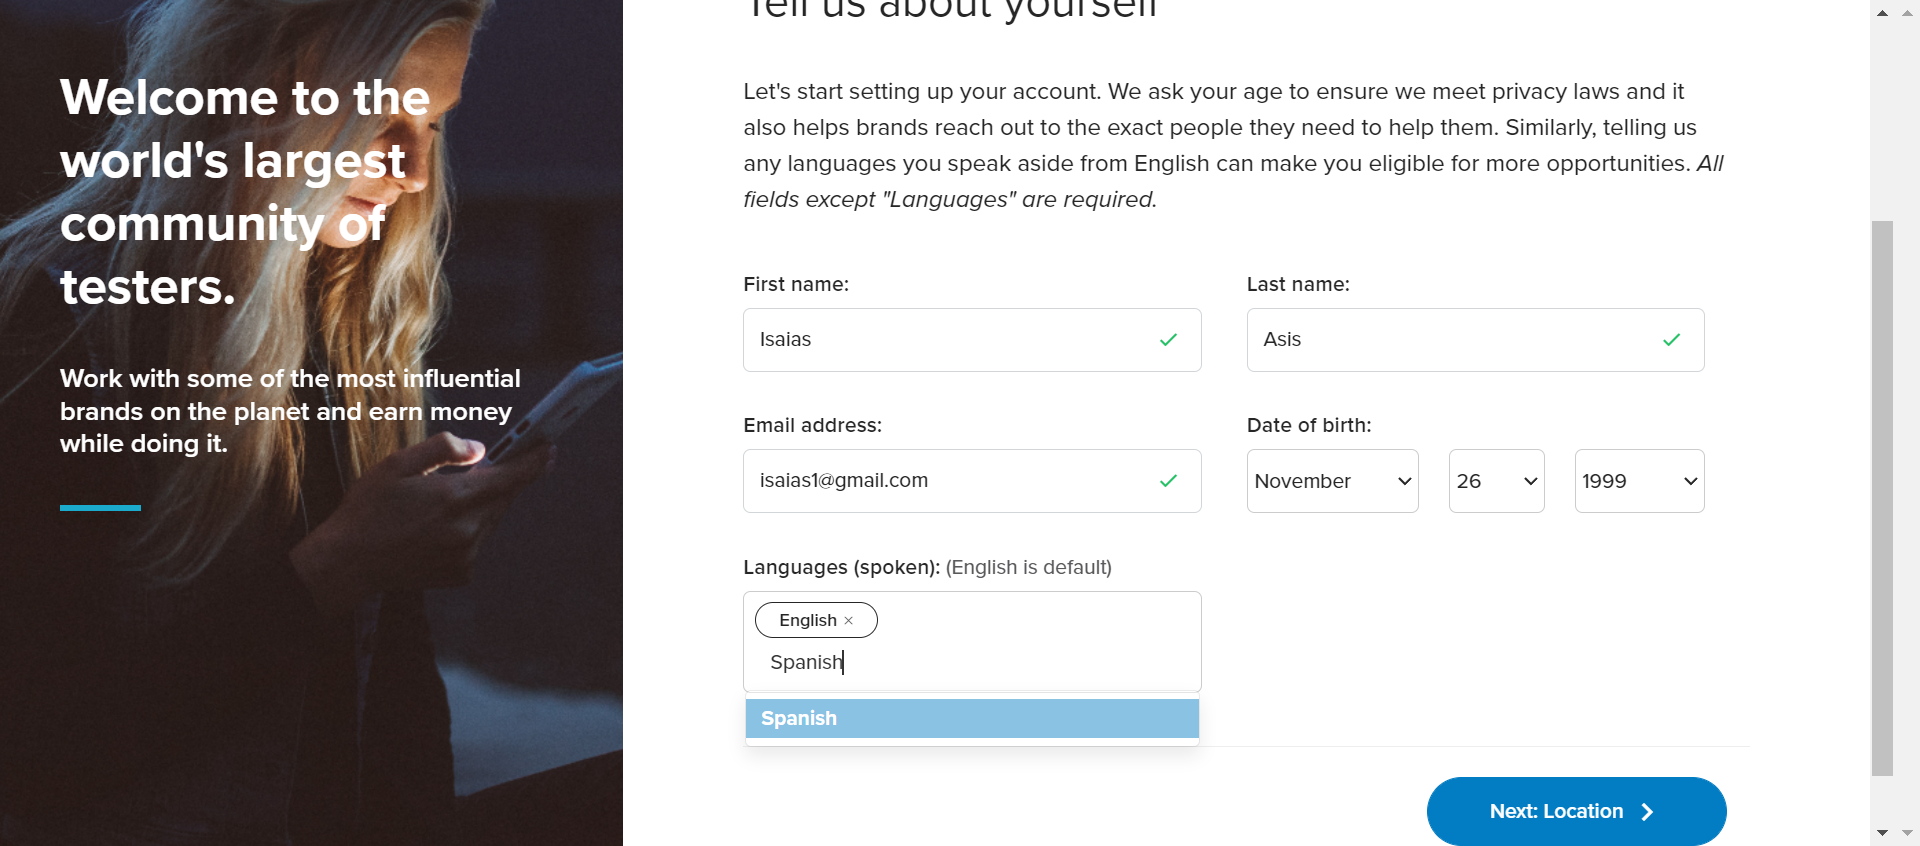 Welcome to the
world's largest
community of
testers.
Work with some of the most influential
brands on the planet and earn money
while doing it.
Tell us about yourself
Let's start setting up your account. We ask your age to ensure we meet privacy laws and it
also helps brands reach out to the exact people they need to help them. Similarly, telling us
any languages you speak aside from English can make you eligible for more opportunities. All
fields except "Languages" are required.
First name:
Last name:
Isaias
Asis
Email address:
Date of birth:
isaias1@gmail.com
November
26
1999
Languages (spoken): (English is default)
English ×
Spanish
Spanish
Next: Location